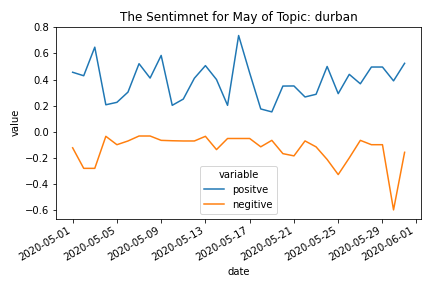 The Sentimnet for May of Topic: durban
value
0.8
0.6
0.4
0.2
0.0
−0.2
−0.4
−0.6
variable
positve
negitive
2020-05-01
2020-05-05
2020-05-09
2020-05-13
2020-05-17
2020-05-21
2020-05-25
2020-05-29
2020-06-01
date